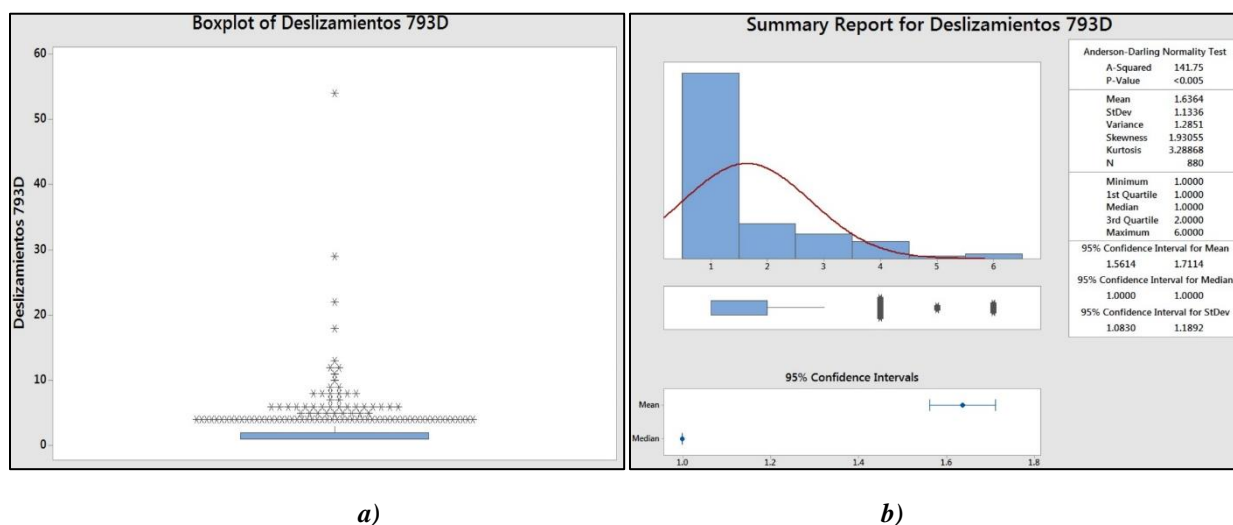 Boxplot of Deslizamientos 793D
60
50
40
30
20
10
0
Deslizamientos 793D
a)
Summary Report for Deslizamientos 793D
1 2 3 4 5 6
Anderson-Darling Normality Test
A-Squared 141.75
P-Value <0.005
Mean 1.6364
StDev 1.1336
Variance 1.2851
Skewness 1.93055
Kurtosis 3.28868
N 880
Minimum 1.0000
1st Quartile 1.0000
Median 1.0000
3rd Quartile 2.0000
Maximum 6.0000
95% Confidence Interval for Mean
1.5614 1.7114
95% Confidence Interval for Median
1.0000 1.0000
95% Confidence Interval for StDev
1.0830 1.1892
95% Confidence Intervals
Mean
Median
1.0 1.2 1.4 1.6 1.8
b)